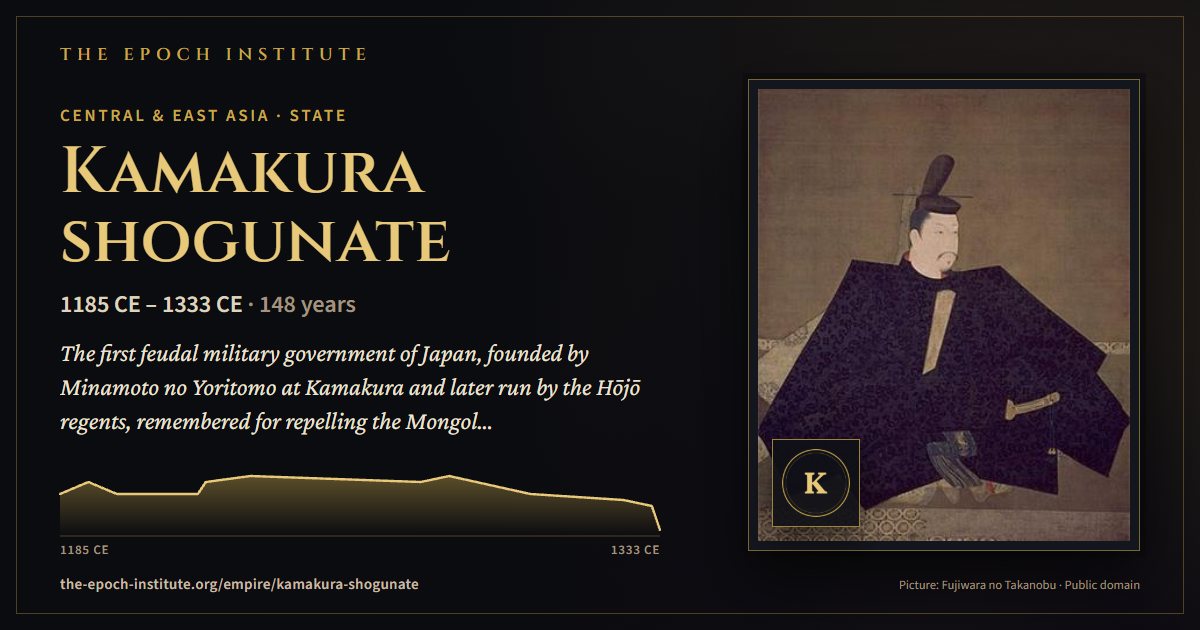 THE EPOCH INSTITUTE
CENTRAL & EAST ASIA · STATE
KAMAKURA
SHOGUNATE
1185 CE – 1333 CE · 148 years
The first feudal military government of Japan, founded by
Minamoto no Yoritomo at Kamakura and later run by the Hōjō
regents, remembered for repelling the Mongol...
1185 CE
1333 CE
the-epoch-institute.org/empire/kamakura-shogunate
K
Picture: Fujiwara no Takanobu · Public domain